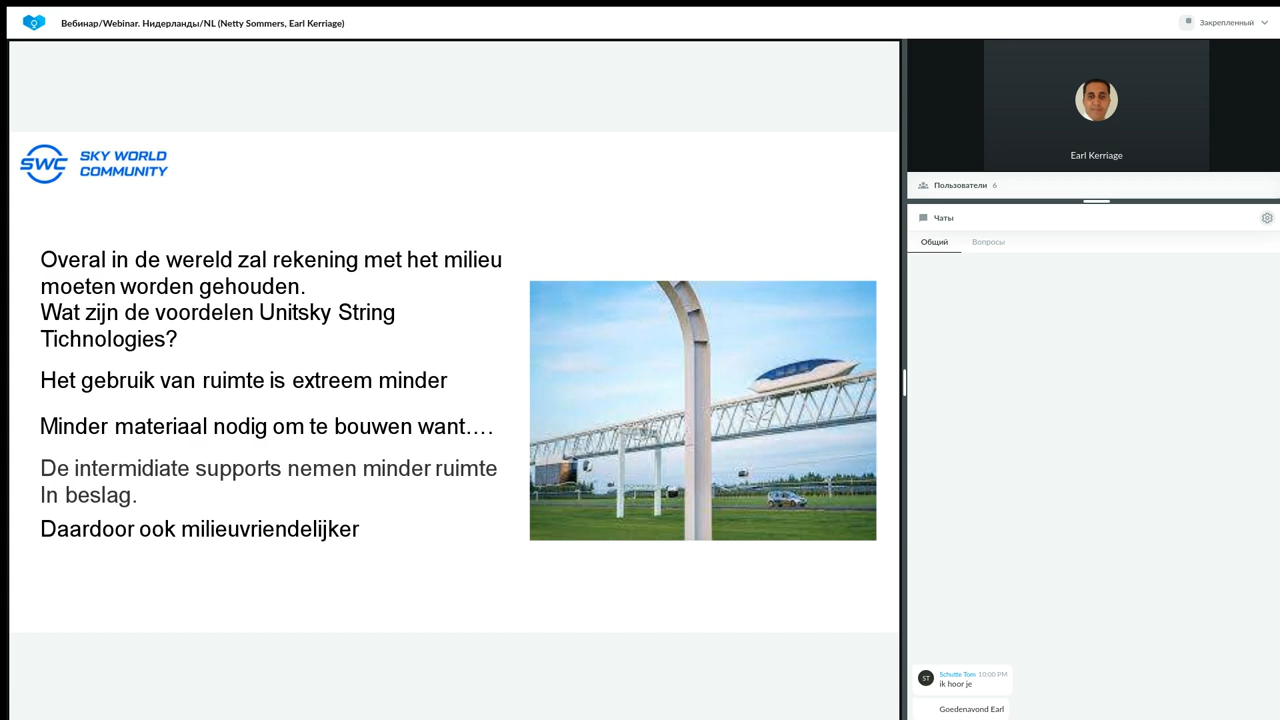 Вебинар/Webinar. Нидерланды/NL (Netty Sommers, Earl Kerriage)
Закрепленный
SWC
SKY WORLD
COMMUNITY
Overal in de wereld zal rekening met het milieu
moeten worden gehouden.
Wat zijn de voordelen Unitsky String
Tichnologies?
Het gebruik van ruimte is extreem minder
Minder materiaal nodig om te bouwen want….
De intermidiate supports nemen minder ruimte
In beslag.
Daardoor ook milieuvriendelijker
Earl Kerriage
Пользователи 6
Чаты
Общий Вопросы
ST Schutte Tom 10:00 PM
ik hoor je
Goedenavond Earl